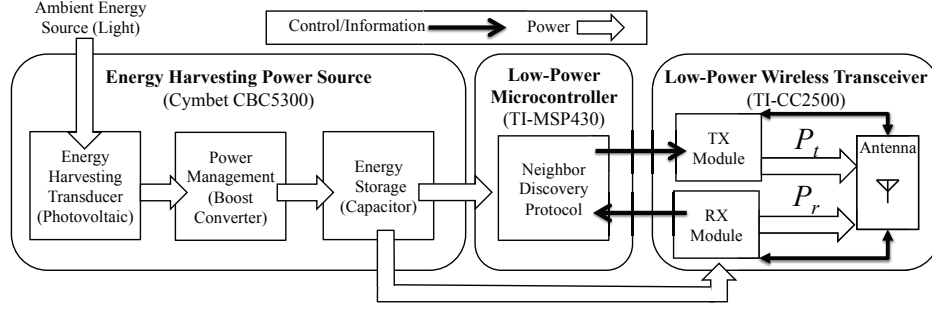 Ambient Energy
Source (Light)
Control/Information
Power
Energy Harvesting Power Source
(Cymbet CBC5300)
Energy
Harvesting
Transducer
(Photovoltaic)
Power
Management
(Boost
Converter)
Energy
Storage
(Capacitor)
Low-Power
Microcontroller
(TI-MSP430)
Neighbor
Discovery
Protocol
Low-Power Wireless Transceiver
(TI-CC2500)
TX
Module
P_t
Antenna
RX
Module
P_r